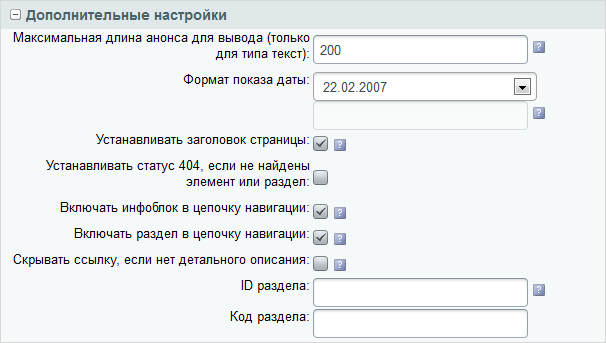 Дополнительные настройки
Максимальная длина анонса для вывода (только
для типа текст): 200 ?
Формат показа даты: 22.02.2007
?
Устанавливать заголовок страницы: ?
Устанавливать статус 404, если не найдены
элемент или раздел:
Включать инфоблок в цепочку навигации: ?
Включать раздел в цепочку навигации: ?
Скрывать ссылку, если нет детального описания: ?
ID раздела: ?
Код раздела: